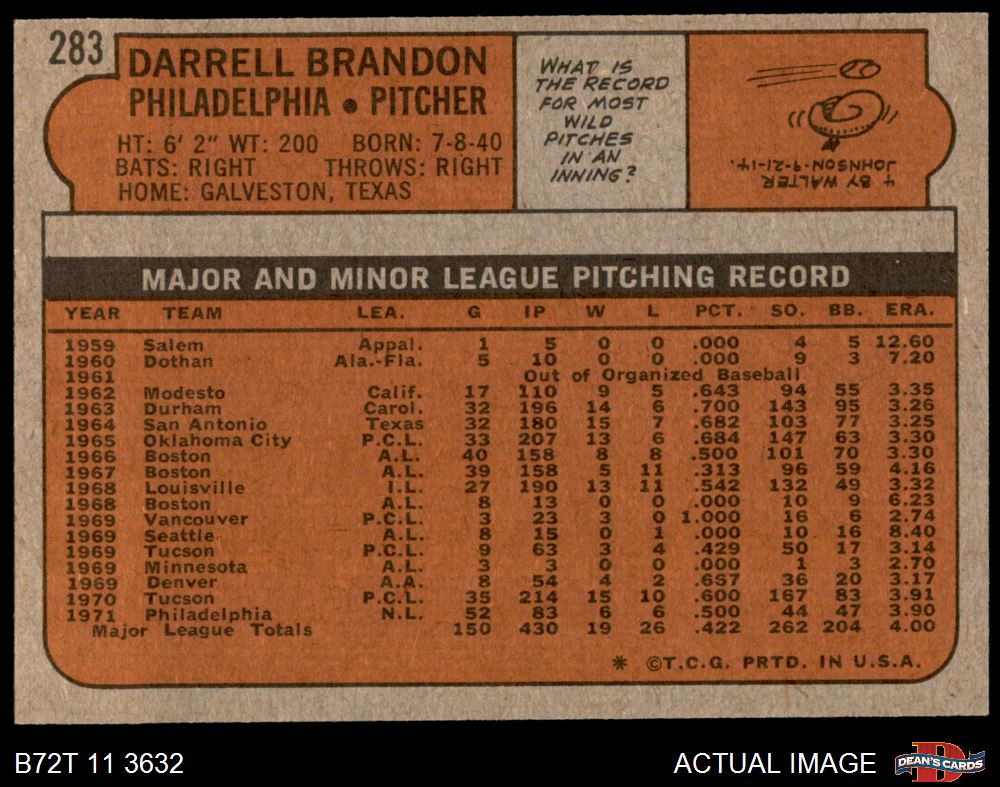 283
DARRELL BRANDON
PHILADELPHIA • PITCHER
HT: 6' 2" WT: 200 BORN: 7-8-40
BATS: RIGHT THROWS: RIGHT
HOME: GALVESTON, TEXAS
WHAT IS
THE RECORD
FOR MOST
WILD
PITCHES
IN AN
INNING?
4 BY WALTER
JOHNSON-9-21-14.
MAJOR AND MINOR LEAGUE PITCHING RECORD
YEAR TEAM LEA. G IP W L PCT. SO. BB. ERA.
1959 Salem Appal. 1 5 0 0 .000 4 5 12.60
1960 Dothan Ala.-Fla. 5 10 0 0 .000 9 3 7.20
1961 Out of Organized Baseball
1962 Modesto Calif. 17 110 9 5 .643 94 55 3.35
1963 Durham Carol. 32 196 14 6 .700 143 95 3.26
1964 San Antonio Texas 32 180 15 7 .682 103 77 3.25
1965 Oklahoma City P.C.L. 33 207 13 6 .684 147 63 3.30
1966 Boston A.L. 40 158 8 8 .500 101 70 3.30
1967 Boston A.L. 39 158 5 11 .313 96 59 4.16
1968 Louisville I.L. 27 190 13 11 .542 132 49 3.32
1968 Boston A.L. 8 13 0 0 .000 10 9 6.23
1969 Vancouver P.C.L. 3 23 3 0 1.000 16 6 2.74
1969 Seattle A.L. 8 15 0 1 .000 10 16 8.40
1969 Tucson P.C.L. 9 63 3 4 .429 50 17 3.14
1969 Minnesota A.L. 3 3 0 0 .000 1 3 2.70
1969 Denver A.A. 8 54 4 2 .657 36 20 3.17
1970 Tucson P.C.L. 35 214 15 10 .600 167 83 3.91
1971 Philadelphia N.L. 52 83 6 6 .500 44 47 3.90
Major League Totals 150 430 19 26 .422 262 204 4.00
* ©T.C.G. PRTD. IN U.S.A.
B72T 11 3632
ACTUAL IMAGE
D
DEAN'S CARDS